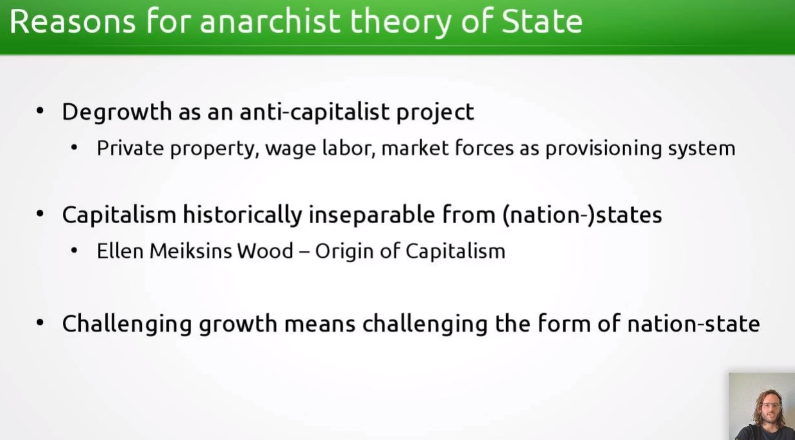 Reasons for anarchist theory of State
• Degrowth as an anti-capitalist project
• Private property, wage labor, market forces as provisioning system
• Capitalism historically inseparable from (nation-)states
• Ellen Meiksins Wood – Origin of Capitalism
• Challenging growth means challenging the form of nation-state